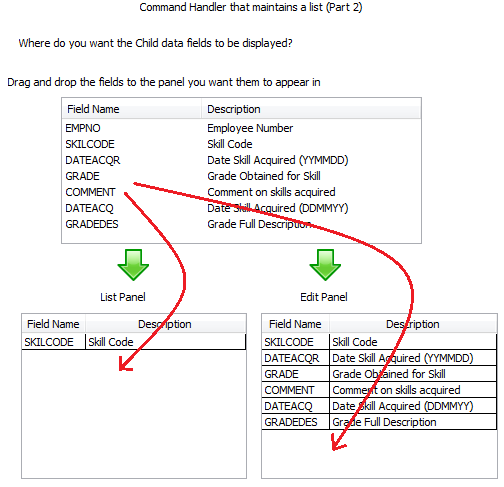 Command Handler that maintains a list (Part 2)
Where do you want the Child data fields to be displayed?
Drag and drop the fields to the panel you want them to appear in
Field Name Description
EMPNO Employee Number
SKILCODE Skill Code
DATEACQR Date Skill Acquired (YYMMDD)
GRADE Grade Obtained for Skill
COMMENT Comment on skills acquired
DATEACQ Date Skill Acquired (DDMMYY)
GRADEDES Grade Full Description
List Panel Edit Panel
Field Name Description Field Name Description
SKILCODE Skill Code SKILCODE Skill Code
DATEACQR Date Skill Acquired (YYMMDD)
GRADE Grade Obtained for Skill
COMMENT Comment on skills acquired
DATEACQ Date Skill Acquired (DDMMYY)
GRADEDES Grade Full Description